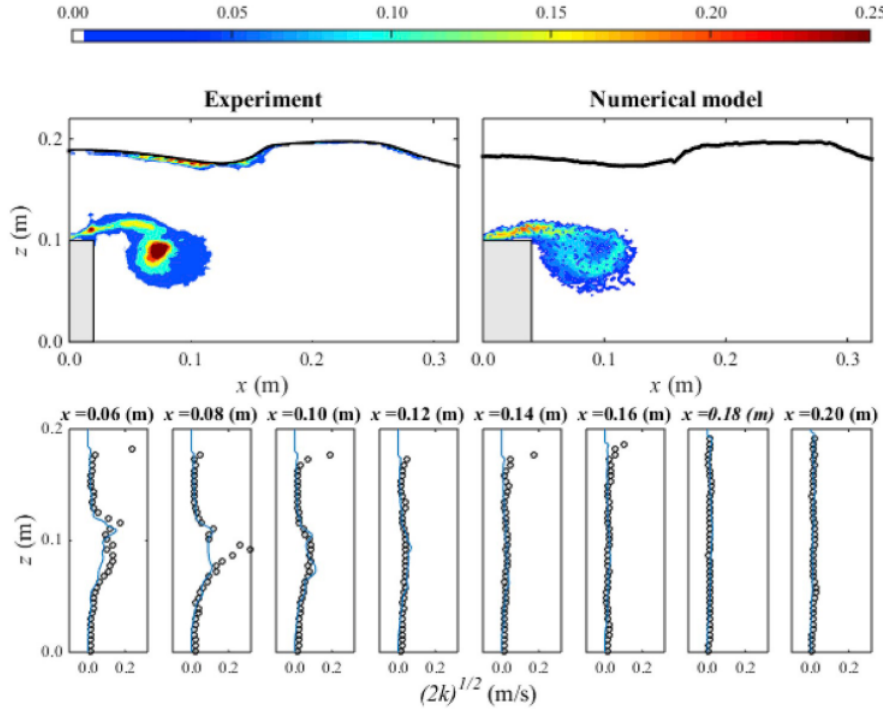 0.00 0.05 0.10 0.15 0.20 0.25
Experiment Numerical model
0.2
0.1
0.0
z (m)
z (m)
0.0 0.1 0.2 0.3 0.0 0.1 0.2 0.3
x (m) x (m)
x =0.06 (m) x =0.08 (m) x =0.10 (m) x =0.12 (m) x =0.14 (m) x =0.16 (m) x =0.18 (m) x =0.20 (m)
0.2
0.1
0.0
z (m)
0.0 0.2 0.0 0.2 0.0 0.2 0.0 0.2 0.0 0.2 0.0 0.2 0.0 0.2 0.0 0.2
(2k)^1/2 (m/s)